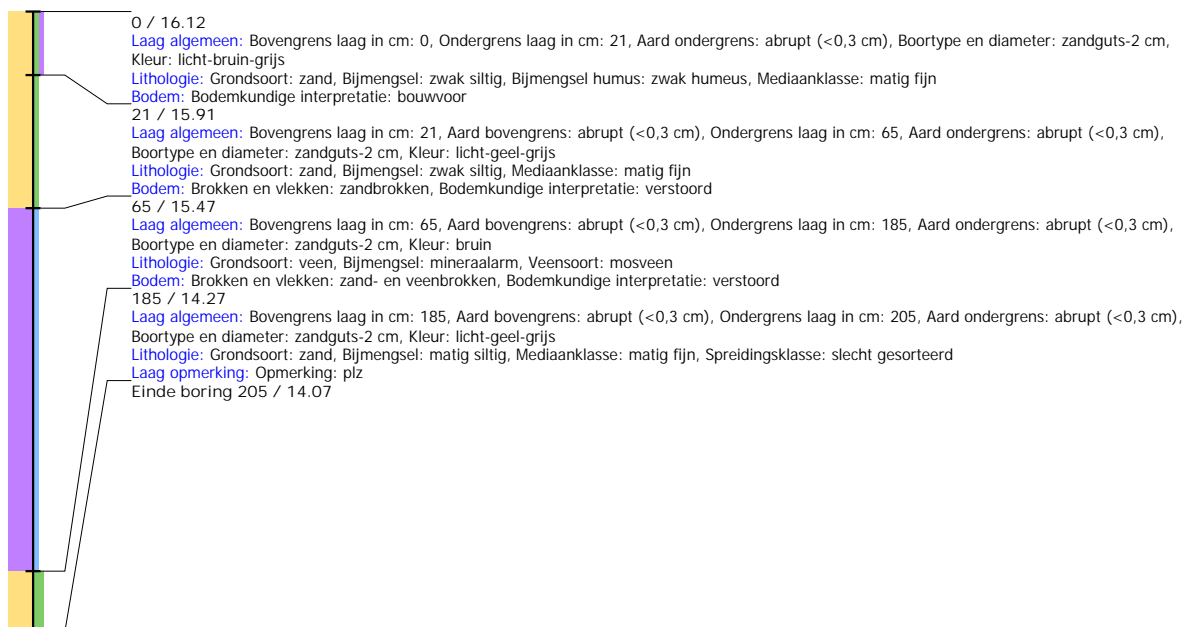 0 / 16.12
Laag algemeen: Bovengrens laag in cm: 0, Ondergrens laag in cm: 21, Aard ondergrens: abrupt (<0,3 cm), Boortype en diameter: zandguts-2 cm,
Kleur: licht-bruin-grijs
Lithologie: Grondsoort: zand, Bijmengsel: zwak siltig, Bijmengsel humus: zwak humeus, Mediaanklasse: matig fijn
Bodem: Bodemkundige interpretatie: bouwvoor
21 / 15.91
Laag algemeen: Bovengrens laag in cm: 21, Aard bovengrens: abrupt (<0,3 cm), Ondergrens laag in cm: 65, Aard ondergrens: abrupt (<0,3 cm),
Boortype en diameter: zandguts-2 cm, Kleur: licht-geel-grijs
Lithologie: Grondsoort: zand, Bijmengsel: zwak siltig, Mediaanklasse: matig fijn
Bodem: Brokken en vlekken: zandbrokken, Bodemkundige interpretatie: verstoord
65 / 15.47
Laag algemeen: Bovengrens laag in cm: 65, Aard bovengrens: abrupt (<0,3 cm), Ondergrens laag in cm: 185, Aard ondergrens: abrupt (<0,3 cm),
Boortype en diameter: zandguts-2 cm, Kleur: bruin
Lithologie: Grondsoort: veen, Bijmengsel: mineraalarm, Veensoort: mosveen
Bodem: Brokken en vlekken: zand- en veenbrokken, Bodemkundige interpretatie: verstoord
185 / 14.27
Laag algemeen: Bovengrens laag in cm: 185, Aard bovengrens: abrupt (<0,3 cm), Ondergrens laag in cm: 205, Aard ondergrens: abrupt (<0,3 cm),
Boortype en diameter: zandguts-2 cm, Kleur: licht-geel-grijs
Lithologie: Grondsoort: zand, Bijmengsel: matig siltig, Mediaanklasse: matig fijn, Spreidingsklasse: slecht gesorteerd
Laag opmerking: Opmerking: plz
Einde boring 205 / 14.07